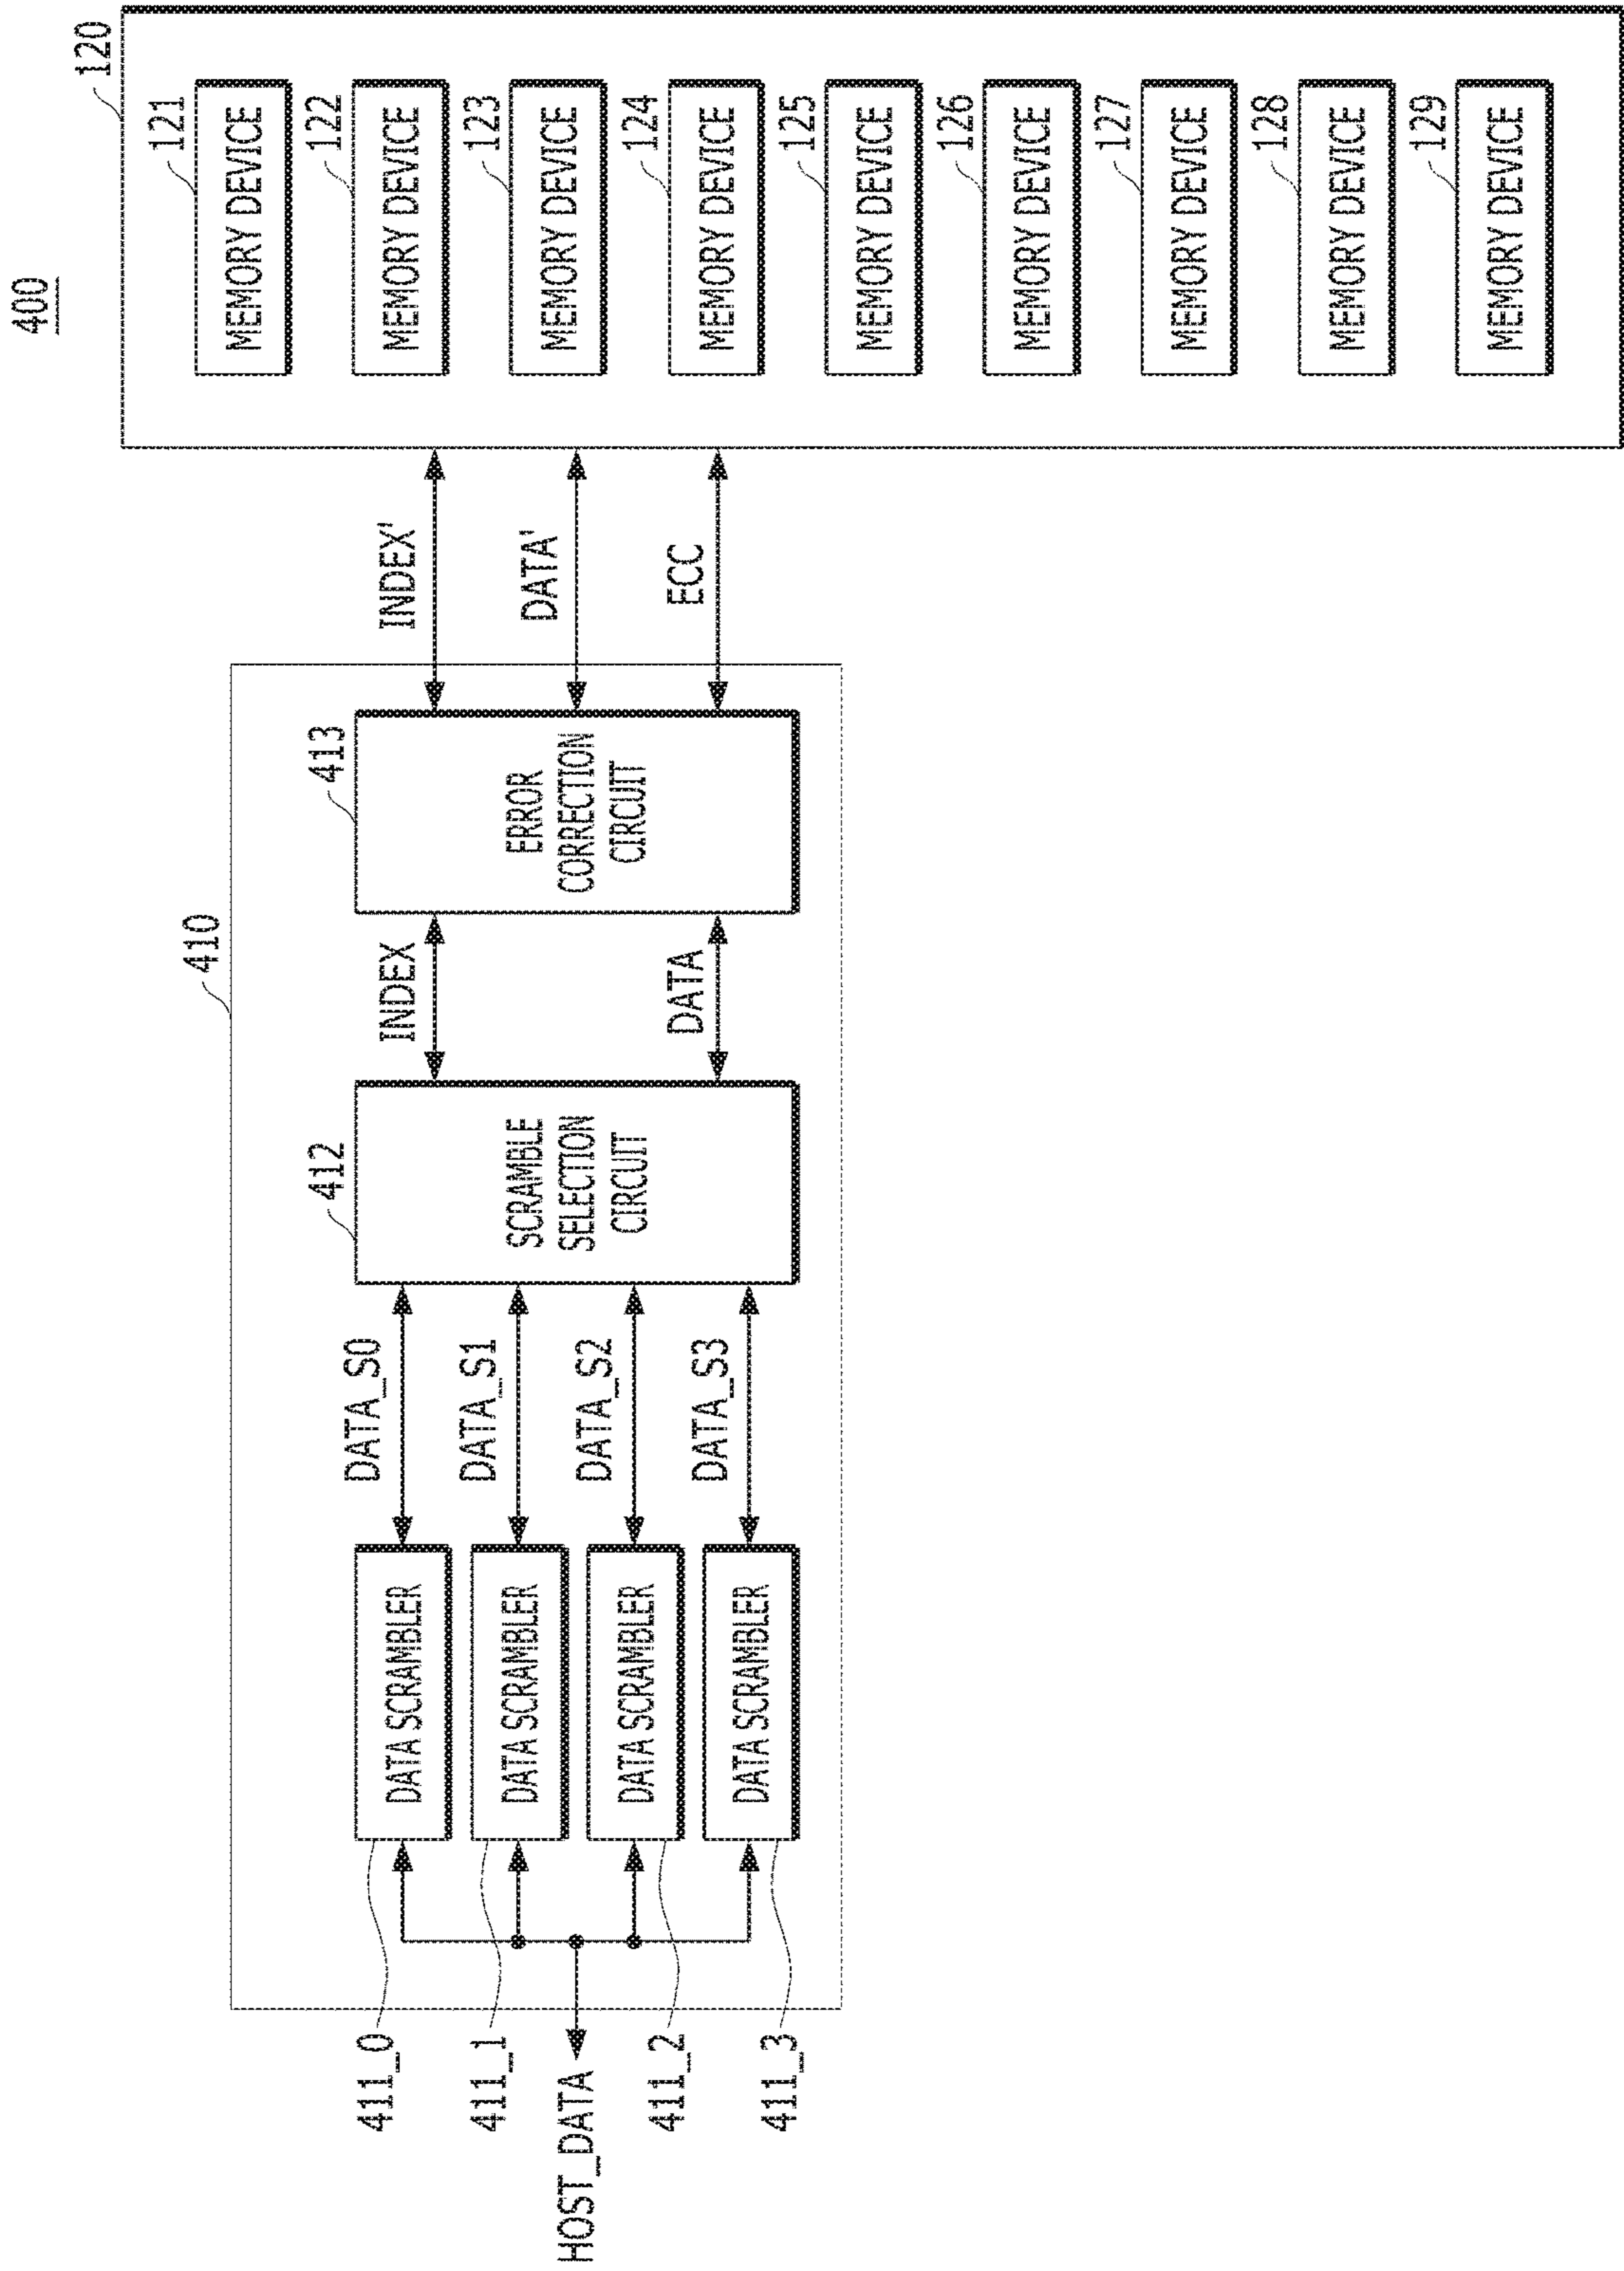 400
410
120
411_0
411_1
HOST_DATA
411_2
411_3
DATA SCRAMBLER
DATA SCRAMBLER
DATA SCRAMBLER
DATA SCRAMBLER
DATA_S0
DATA_S1
DATA_S2
DATA_S3
412
SCRAMBLE
SELECTION
CIRCUIT
INDEX
DATA
413
ERROR
CORRECTION
CIRCUIT
INDEX'
DATA'
ECC
121
MEMORY DEVICE
122
MEMORY DEVICE
123
MEMORY DEVICE
124
MEMORY DEVICE
125
MEMORY DEVICE
126
MEMORY DEVICE
127
MEMORY DEVICE
128
MEMORY DEVICE
129
MEMORY DEVICE